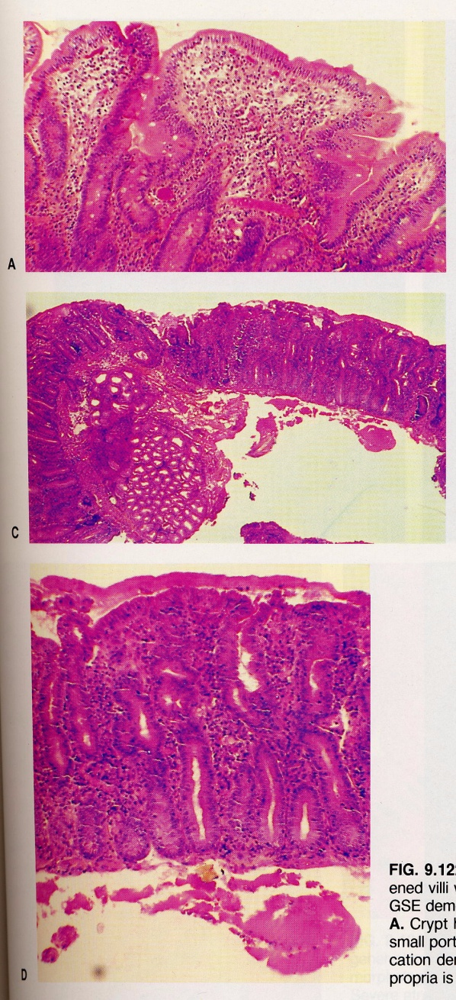 A
C
D
FIG. 9.12
ened villi
GSE dem
A. Crypt
small port
cation der
propria is